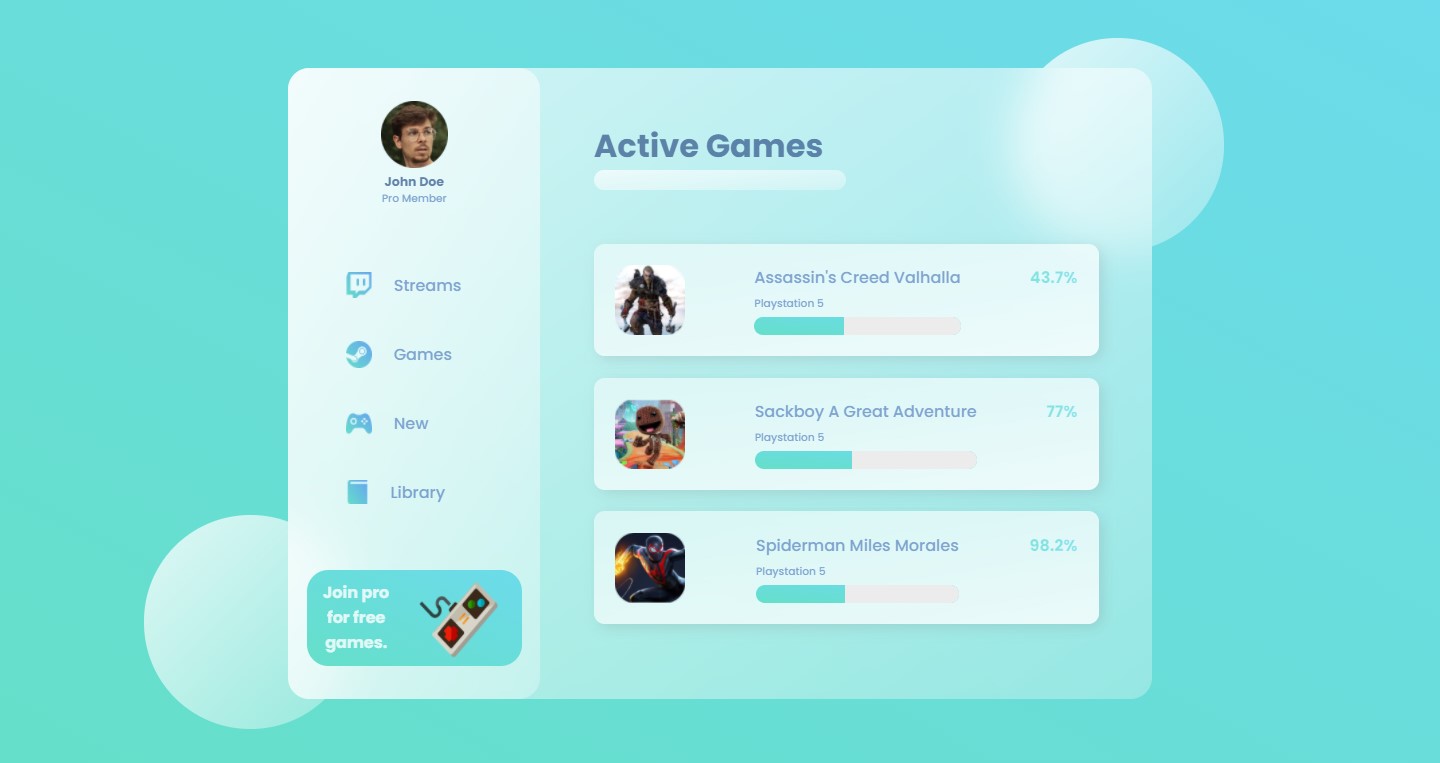 John Doe
Pro Member
Streams
Games
New
Library
Join pro
for free
games.
Active Games
Assassin's Creed Valhalla
43.7%
Playstation 5
Sackboy A Great Adventure
77%
Playstation 5
Spiderman Miles Morales
98.2%
Playstation 5